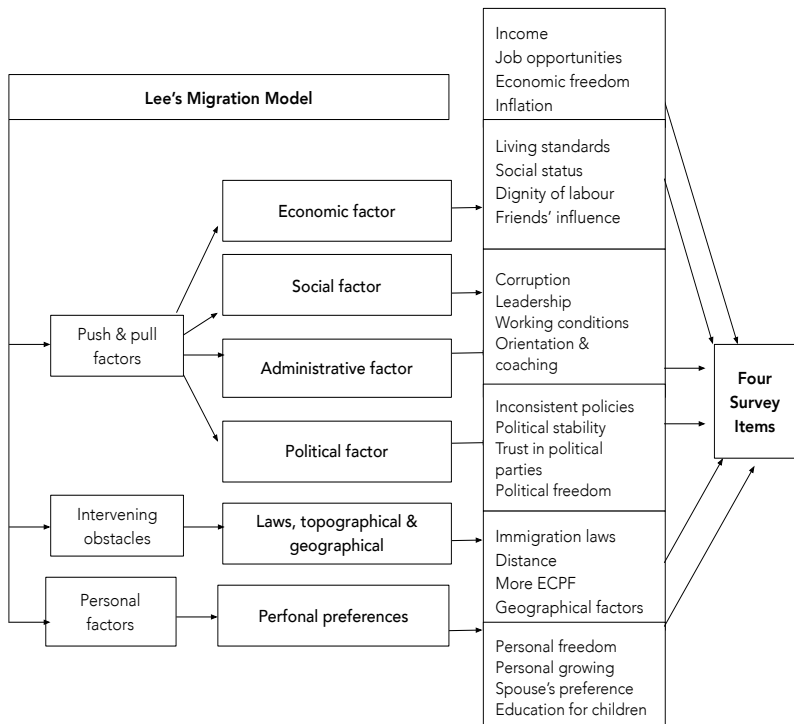 Lee's Migration Model
Push & pull
factors
Intervening
obstacles
Personal
factors
Economic factor
Social factor
Administrative factor
Political factor
Laws, topographical &
geographical
Perfonal preferences
Income
Job opportunities
Economic freedom
Inflation
Living standards
Social status
Dignity of labour
Friends' influence
Corruption
Leadership
Working conditions
Orientation &
coaching
Inconsistent policies
Political stability
Trust in political
parties
Political freedom
Immigration laws
Distance
More ECPF
Geographical factors
Personal freedom
Personal growing
Spouse's preference
Education for children
Four
Survey
Items